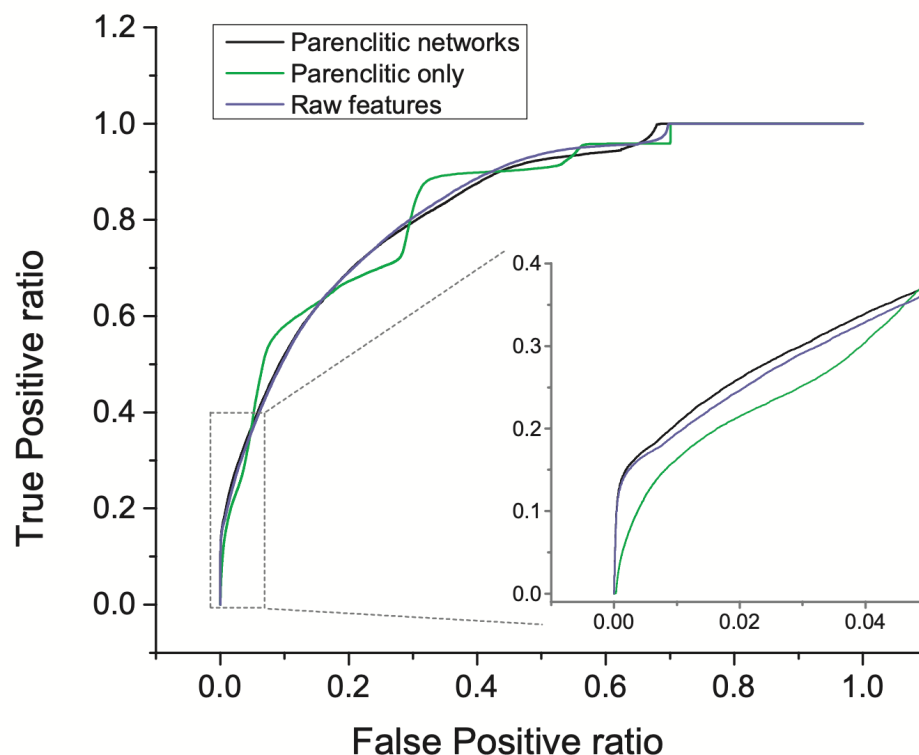 1.2
1.0
0.8
0.6
0.4
0.2
0.0
True Positive ratio
Parenclitic networks
Parenclitic only
Raw features
0.4
0.3
0.2
0.1
0.0
0.00 0.02 0.04
0.0 0.2 0.4 0.6 0.8 1.0
False Positive ratio